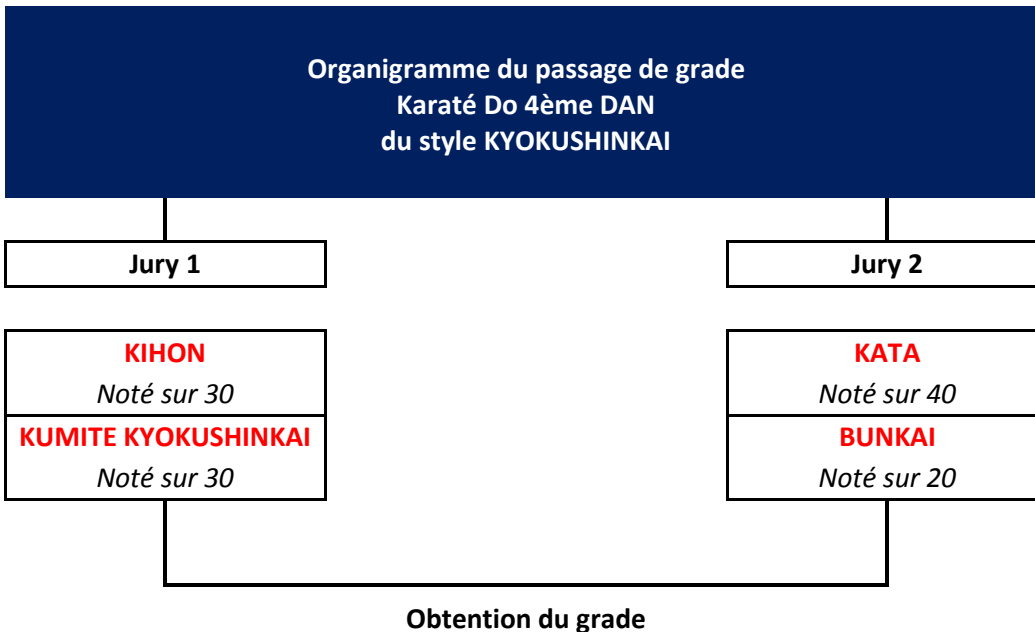 Organigramme du passage de grade
Karaté Do 4ème DAN
du style KYOKUSHINKAI
Jury 1
Jury 2
KIHON
Noté sur 30
KUMITE KYOKUSHINKAI
Noté sur 30
KATA
Noté sur 40
BUNKAI
Noté sur 20
Obtention du grade